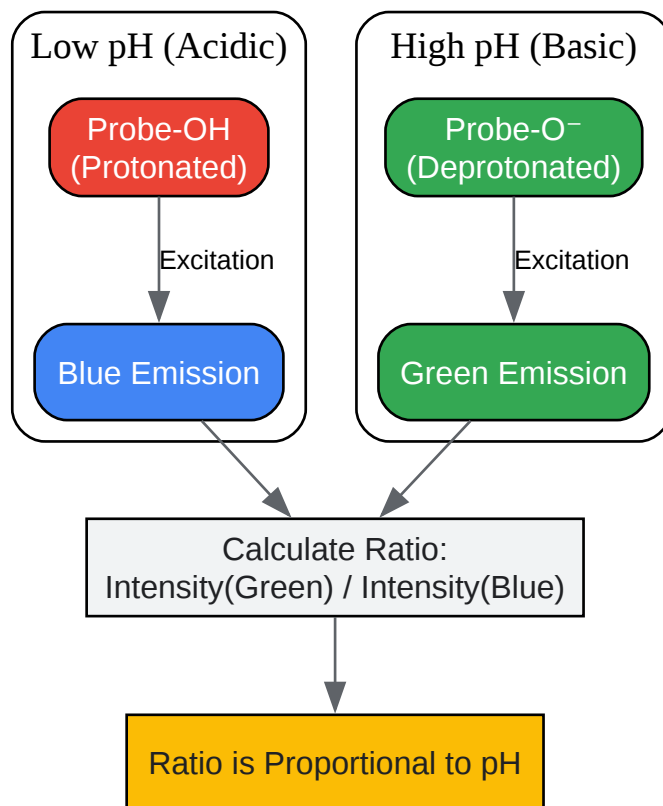 Low pH (Acidic)
High pH (Basic)
Probe-OH
(Protonated)
Probe-O⁻
(Deprotonated)
Excitation
Excitation
Blue Emission
Green Emission
Calculate Ratio:
Intensity(Green) / Intensity(Blue)
Ratio is Proportional to pH